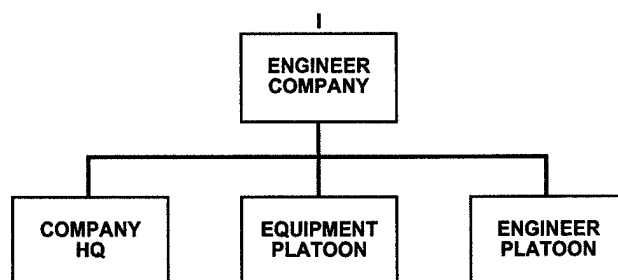 I
ENGINEER
COMPANY
COMPANY
HQ
EQUIPMENT
PLATOON
ENGINEER
PLATOON